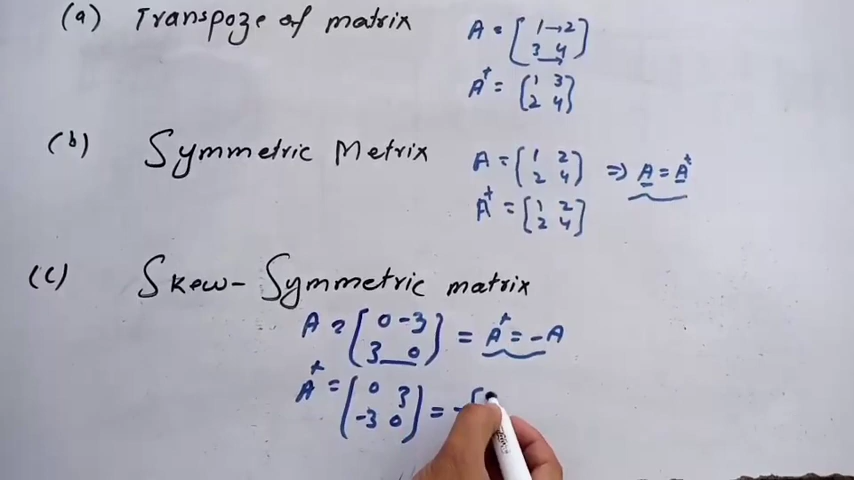 (a) Transpoze of matrix A = [1→2
3 4]
A^t = [1 3
2 4]
(b) Symmetric Metrix A = [1 2
2 4] ⇒ A = A^t
A^t = [1 2
2 4]
(c) Skew-Symmetric matrix
A = [0 -3
3 0] = A^t = -A
A^t = [0 3
-3 0] = -[